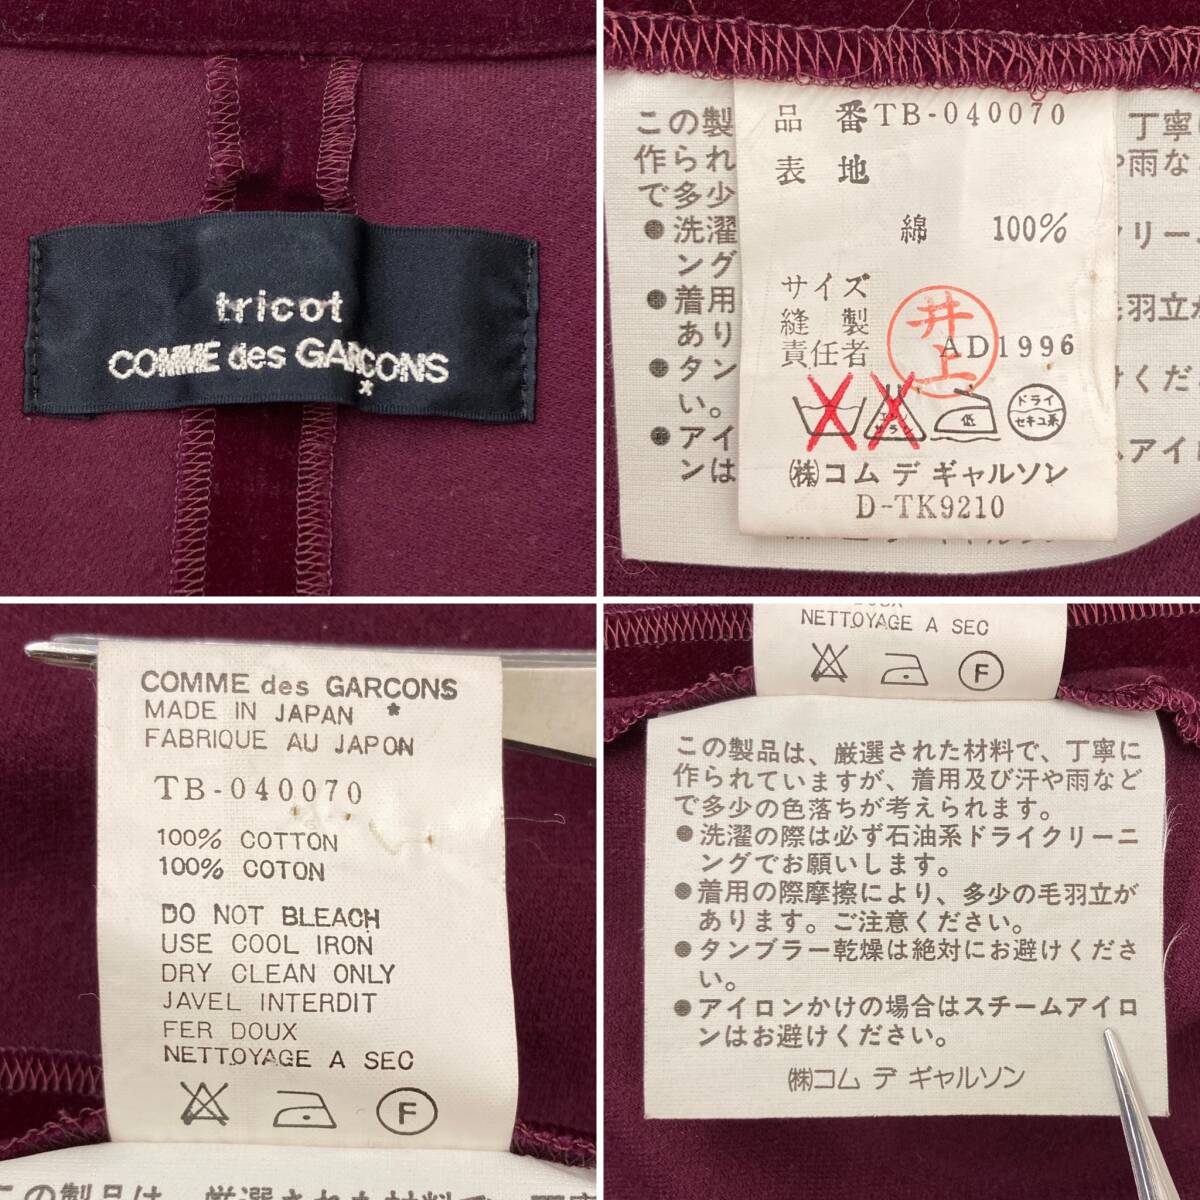 tricot
COMME des GARÇONS
*
この製
作られ
で多少
●洗濯
ング
●着用
あり
●タン
い。
●アイ
ンは
品 番TB-040070
表 地
綿 100%
サイズ
縫 製
責任者
井上
AD1996
ドライ
セキユ系
低
㈱コム デ ギャルソン
D-TK9210
丁寧に
や雨な
クリーニ
毛羽立が
けくだ
ムアイロ
COMME des GARCONS
*
MADE IN JAPAN
FABRIQUE AU JAPON
TB-040070
100% COTTON
100% COTON
DO NOT BLEACH
USE COOL IRON
DRY CLEAN ONLY
JAVEL INTERDIT
FER DOUX
NETTOYAGE A SEC
F
NETTOYAGE A SEC
F
この製品は、厳選された材料で、丁寧に
作られていますが、着用及び汗や雨などで
多少の色落ちが考えられます。
●洗濯の際は必ず石油系ドライクリーニ
ングでお願いします。
●着用の際摩擦により、多少の毛羽立が
あります。ご注意ください。
●タンブラー乾燥は絶対にお避けくださ
い。
●アイロンかけの場合はスチームアイロ
ンはお避けください。
㈱コム デ ギャルソン